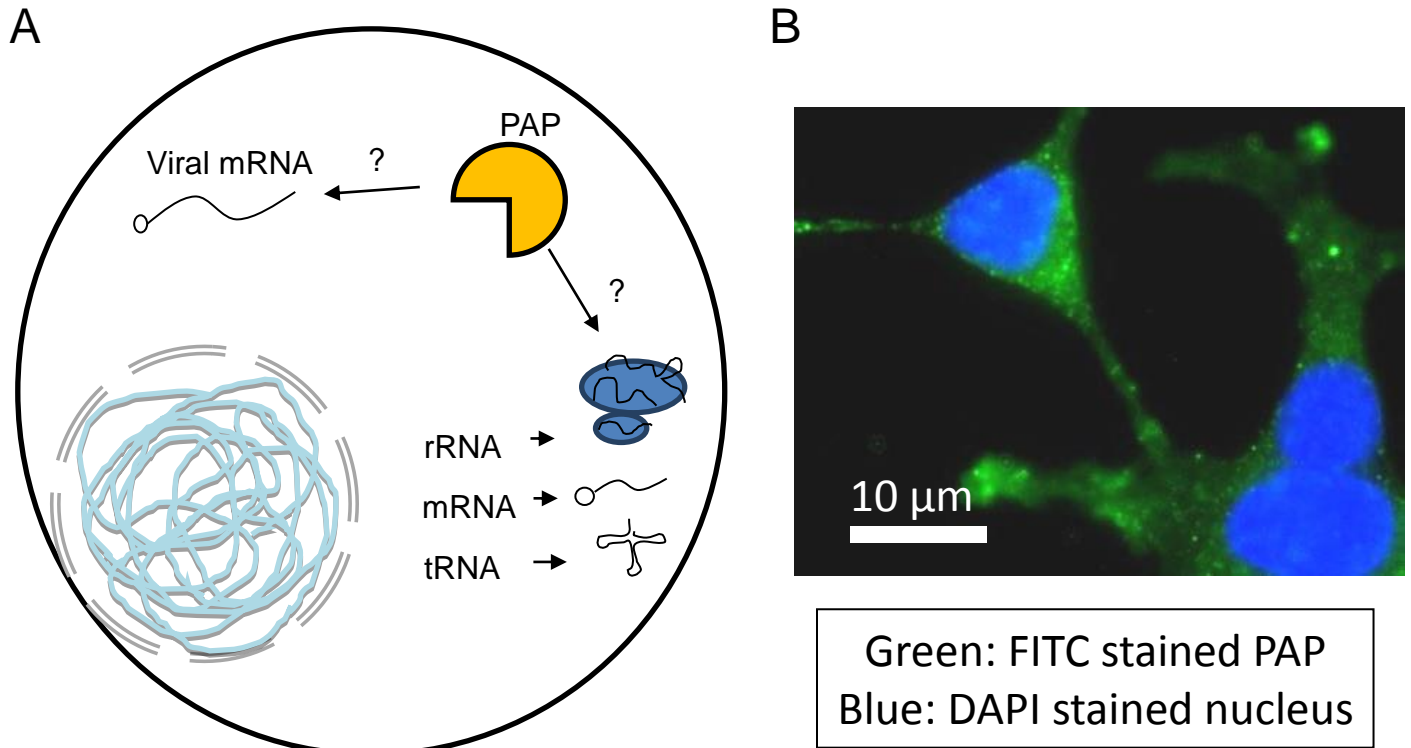 A
PAP
Viral mRNA
?
?
rRNA
mRNA
tRNA
B
10 µm
Green: FITC stained PAP
Blue: DAPI stained nucleus